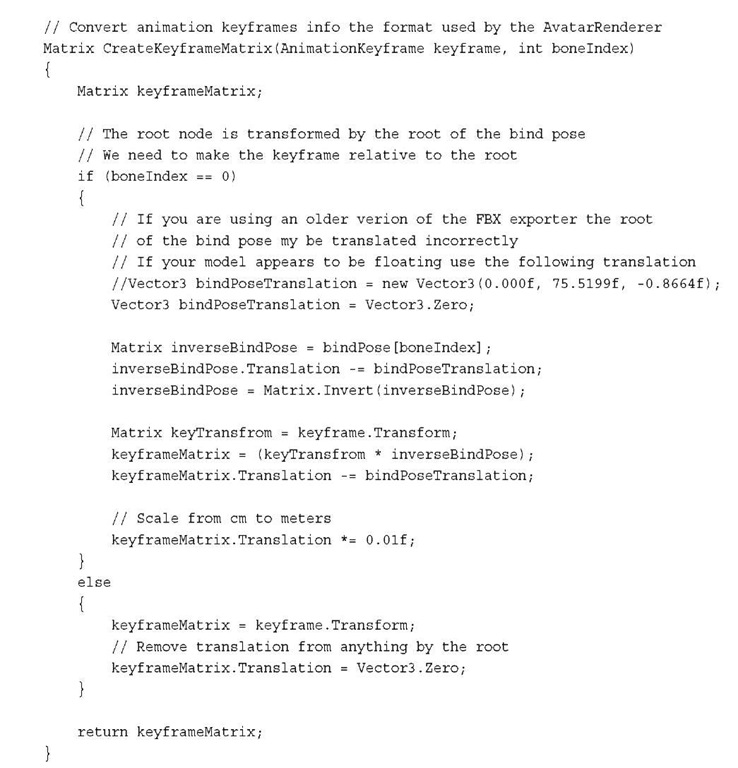 // Convert animation keyframes info the format used by the AvatarRenderer
Matrix CreateKeyframeMatrix(AnimationKeyframe keyframe, int boneIndex)
{
    Matrix keyframeMatrix;

    // The root node is transformed by the root of the bind pose
    // We need to make the keyframe relative to the root
    if (boneIndex == 0)
    {
        // If you are using an older verion of the FBX exporter the root
        // of the bind pose my be translated incorrectly
        // If your model appears to be floating use the following translation
        //Vector3 bindPoseTranslation = new Vector3(0.000f, 75.5199f, -0.8664f);
        Vector3 bindPoseTranslation = Vector3.Zero;

        Matrix inverseBindPose = bindPose[boneIndex];
        inverseBindPose.Translation -= bindPoseTranslation;
        inverseBindPose = Matrix.Invert(inverseBindPose);

        Matrix keyTransfrom = keyframe.Transform;
        keyframeMatrix = (keyTransfrom * inverseBindPose);
        keyframeMatrix.Translation -= bindPoseTranslation;

        // Scale from cm to meters
        keyframeMatrix.Translation *= 0.01f;
    }
    else
    {
        keyframeMatrix = keyframe.Transform;
        // Remove translation from anything by the root
        keyframeMatrix.Translation = Vector3.Zero;
    }

    return keyframeMatrix;
}